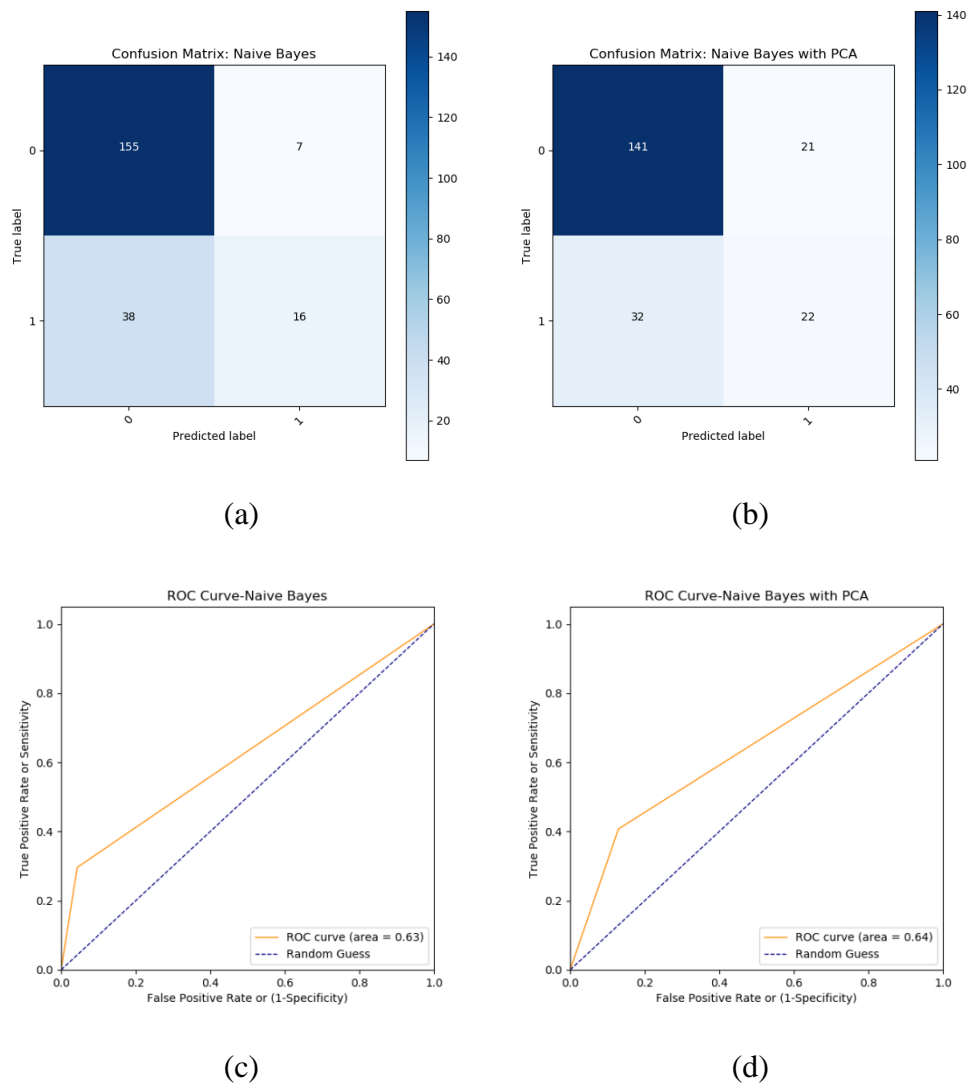 Confusion Matrix: Naive Bayes
0
155
7
1
38
16
0
1
True label
Predicted label
140
120
100
80
60
40
20
(a)
Confusion Matrix: Naive Bayes with PCA
0
141
21
1
32
22
0
1
True label
Predicted label
140
120
100
80
60
40
(b)
ROC Curve-Naive Bayes
1.0
0.8
0.6
0.4
0.2
0.0
True Positive Rate or Sensitivity
ROC curve (area = 0.63)
Random Guess
0.0 0.2 0.4 0.6 0.8 1.0
False Positive Rate or (1-Specificity)
(c)
ROC Curve-Naive Bayes with PCA
1.0
0.8
0.6
0.4
0.2
0.0
True Positive Rate or Sensitivity
ROC curve (area = 0.64)
Random Guess
0.0 0.2 0.4 0.6 0.8 1.0
False Positive Rate or (1-Specificity)
(d)